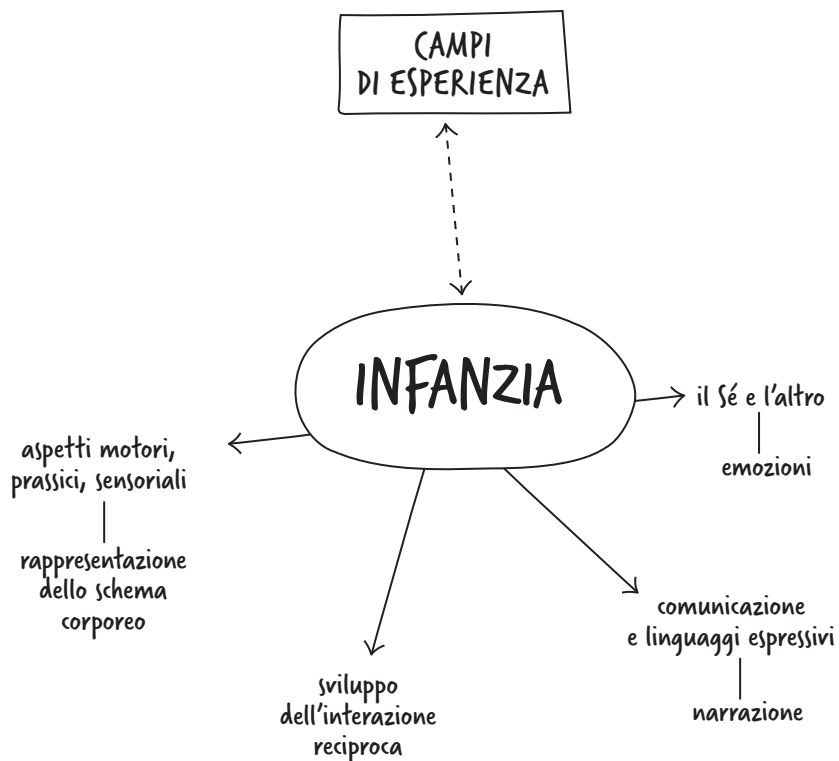 CAMPI
DI ESPERIENZA
INFANZIA
il Sé e l'altro
emozioni
aspetti motori,
prassici, sensoriali
rappresentazione
dello schema
corporeo
comunicazione
e linguaggi espressivi
narrazione
sviluppo
dell'interazione
reciproca